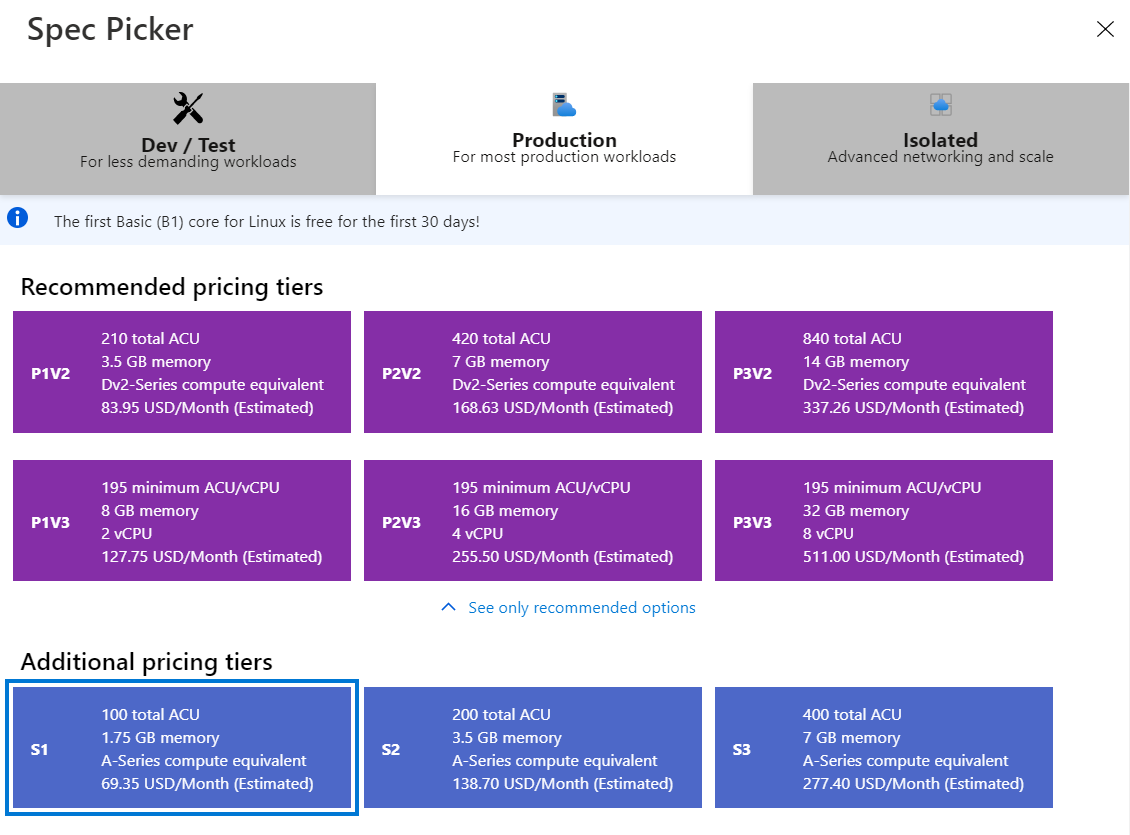 Spec Picker
Dev / Test
For less demanding workloads
Production
For most production workloads
Isolated
Advanced networking and scale
The first Basic (B1) core for Linux is free for the first 30 days!
Recommended pricing tiers
P1V2
210 total ACU
3.5 GB memory
Dv2-Series compute equivalent
83.95 USD/Month (Estimated)
P2V2
420 total ACU
7 GB memory
Dv2-Series compute equivalent
168.63 USD/Month (Estimated)
P3V2
840 total ACU
14 GB memory
Dv2-Series compute equivalent
337.26 USD/Month (Estimated)
P1V3
195 minimum ACU/vCPU
8 GB memory
2 vCPU
127.75 USD/Month (Estimated)
P2V3
195 minimum ACU/vCPU
16 GB memory
4 vCPU
255.50 USD/Month (Estimated)
P3V3
195 minimum ACU/vCPU
32 GB memory
8 vCPU
511.00 USD/Month (Estimated)
See only recommended options
Additional pricing tiers
S1
100 total ACU
1.75 GB memory
A-Series compute equivalent
69.35 USD/Month (Estimated)
S2
200 total ACU
3.5 GB memory
A-Series compute equivalent
138.70 USD/Month (Estimated)
S3
400 total ACU
7 GB memory
A-Series compute equivalent
277.40 USD/Month (Estimated)